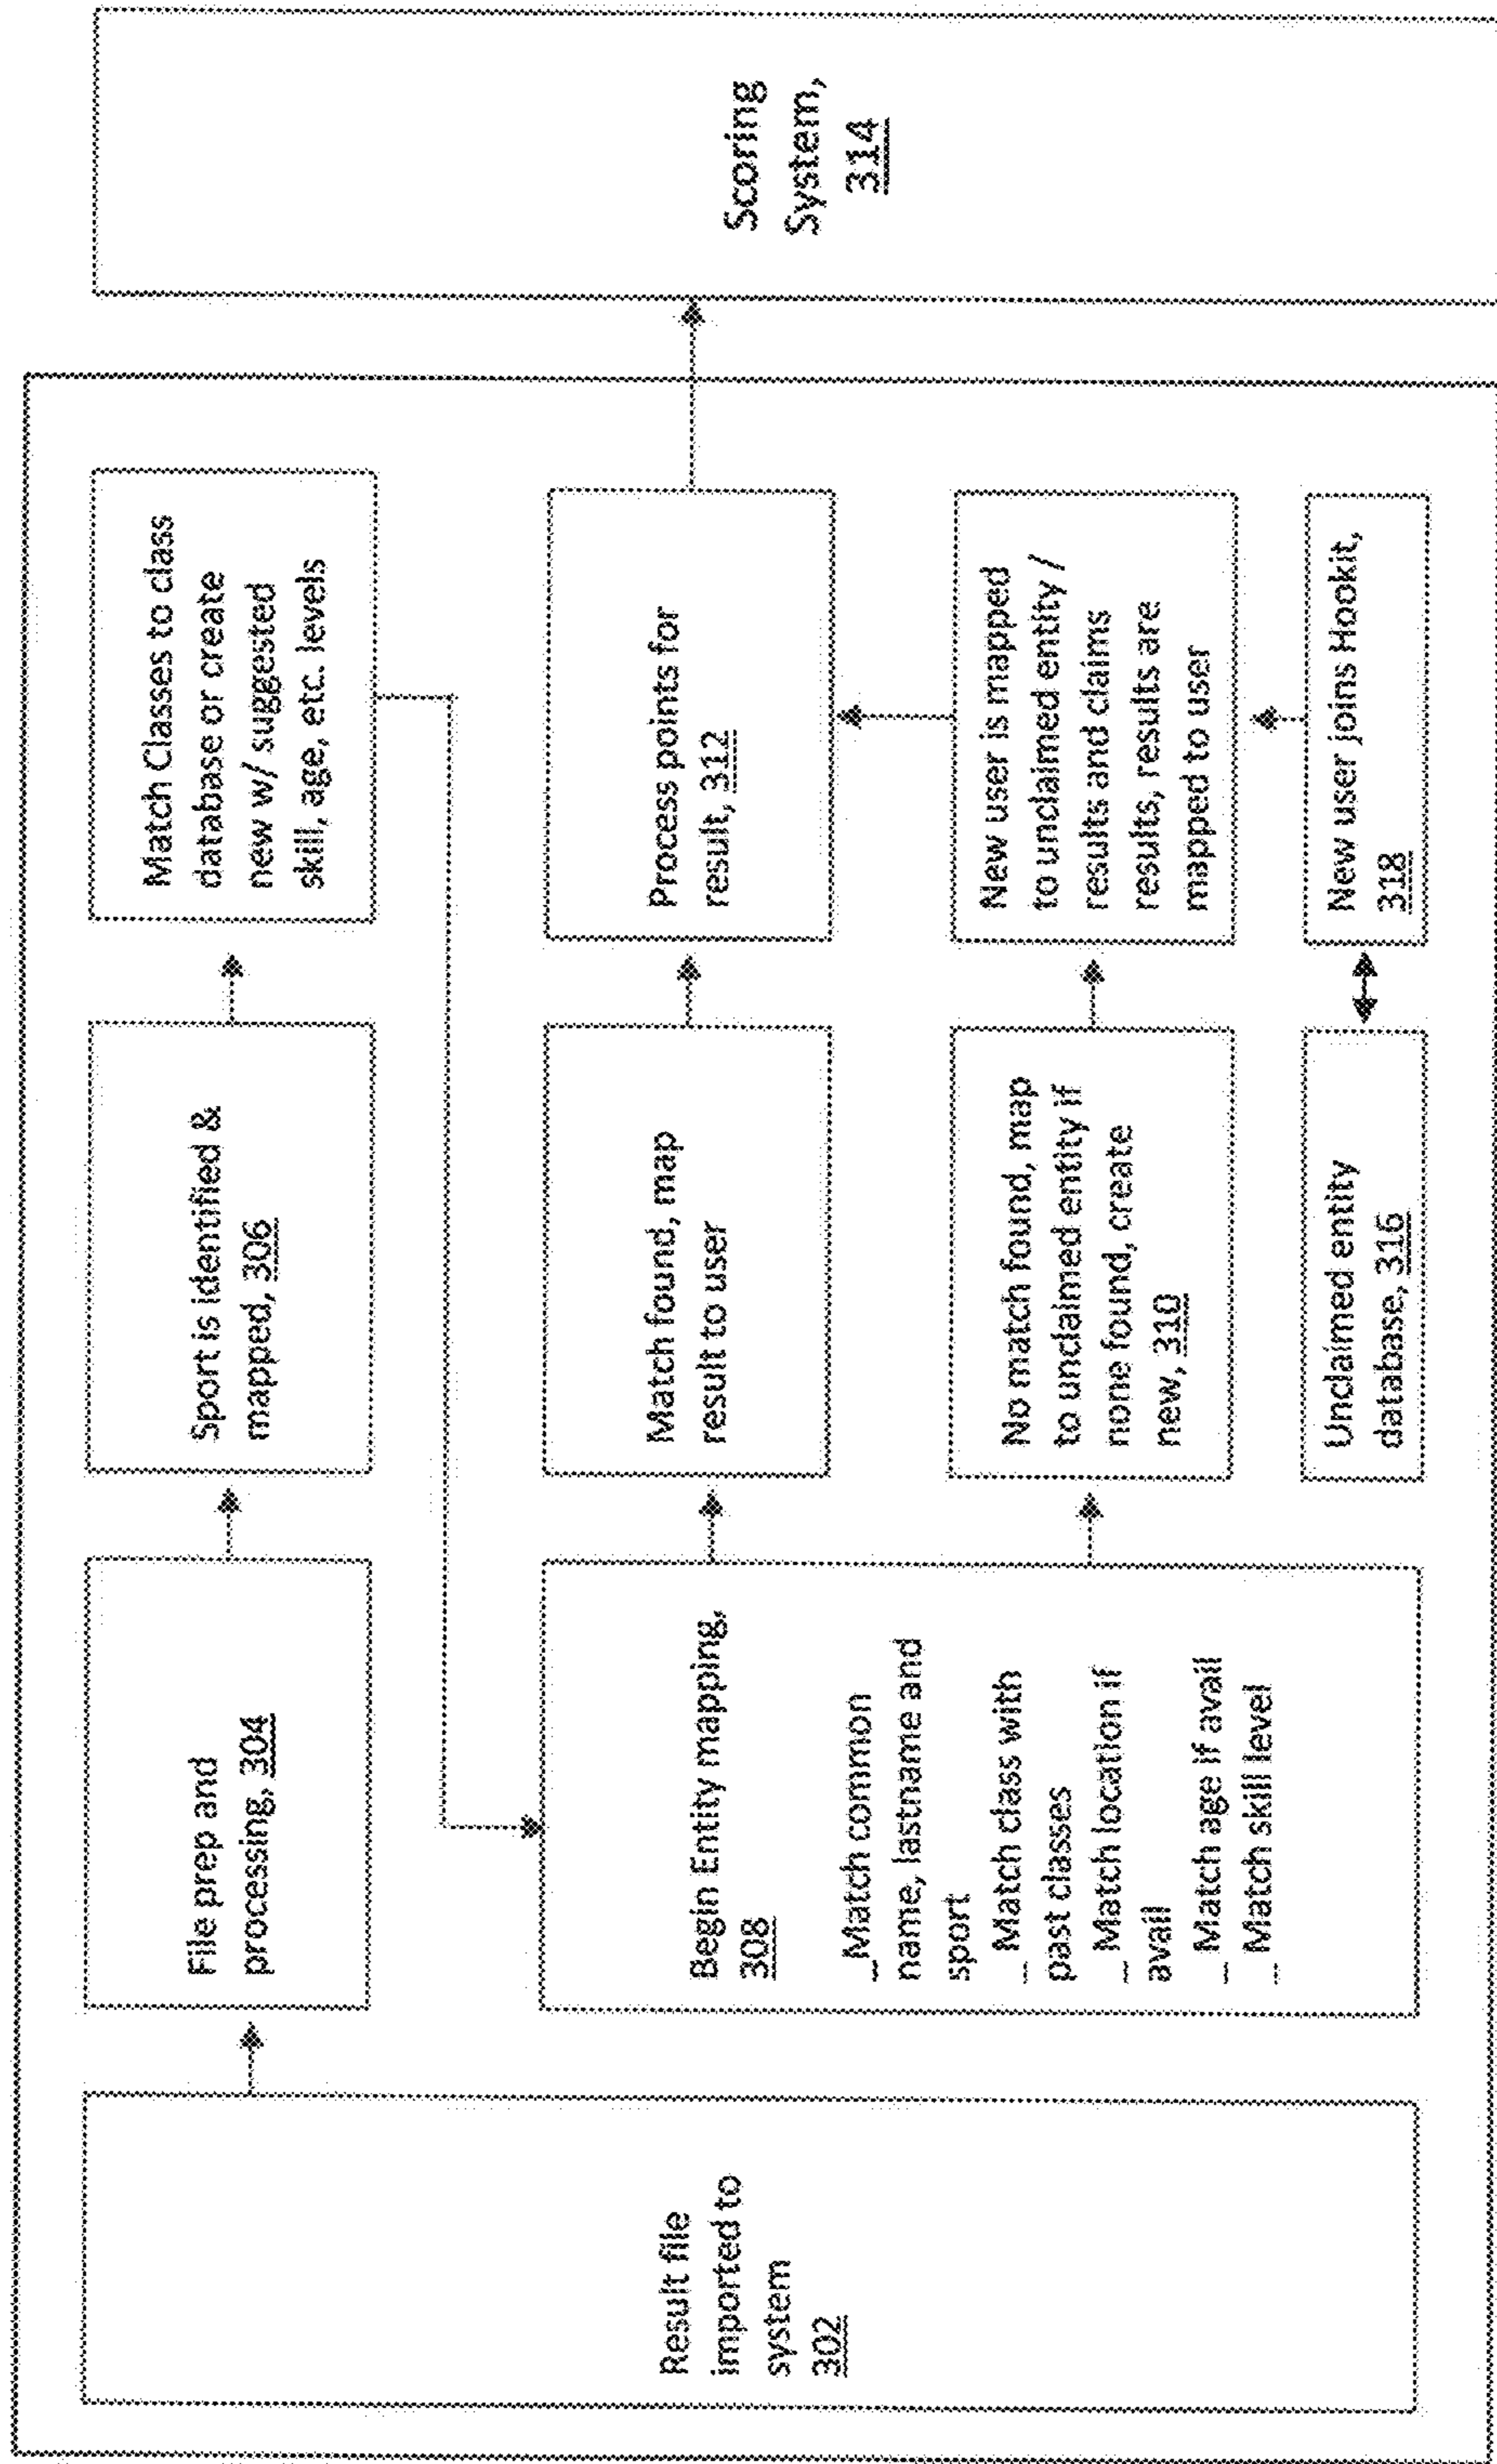 Result file
imported to
system
302
File prep and
processing, 304
Sport is identified &
mapped, 306
Match Classes to class
database or create
new w/ suggested
skill, age, etc. levels
Begin Entity mapping,
308
_Match common
name, lastname and
sport
_ Match class with
past classes
_ Match location if
avail
_ Match age if avail
_ Match skill level
Match found, map
result to user
Process points for
result, 312
No match found, map
to unclaimed entity if
none found, create
new, 310
New user is mapped
to unclaimed entity /
results and claims
results, results are
mapped to user
Unclaimed entity
database, 316
New user joins Hookit,
318
Scoring
System,
314